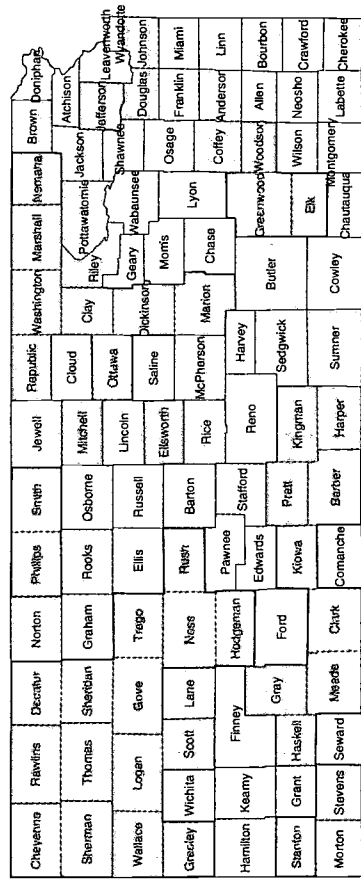 Cheyenne Rawlins Decatur Norton Phillips Smith Jewell Republic Washington Marshall Nemaha Brown Doniphan
Atchison
Sherman Thomas Sheridan Graham Rooks Osborne Mitchell Cloud Clay Riley Pottawatomie Jackson Jefferson Leavenworth
Wyandotte
Wallace Logan Gove Trego Ellis Russell Lincoln Ottawa Dickinson Geary Wabaunsee Shawnee Douglas Johnson
Ellsworth Saline Morris Osage Franklin Miami
Greeley Wichita Scott Lane Ness Rush Barton Rice McPherson Marion Chase Lyon Coffey Anderson Linn
Hamilton Kearny Finney Hodgeman Pawnee Stafford Reno Harvey Butler Greenwood Woodson Allen Bourbon
Gray Ford Edwards
Stanton Grant Haskell Kiowa Pratt Kingman Sedgwick Elk Wilson Neosho Crawford
Morton Stevens Seward Meade Clark Comanche Barber Harper Sumner Cowley Chautauqua Montgomery Labette Cherokee